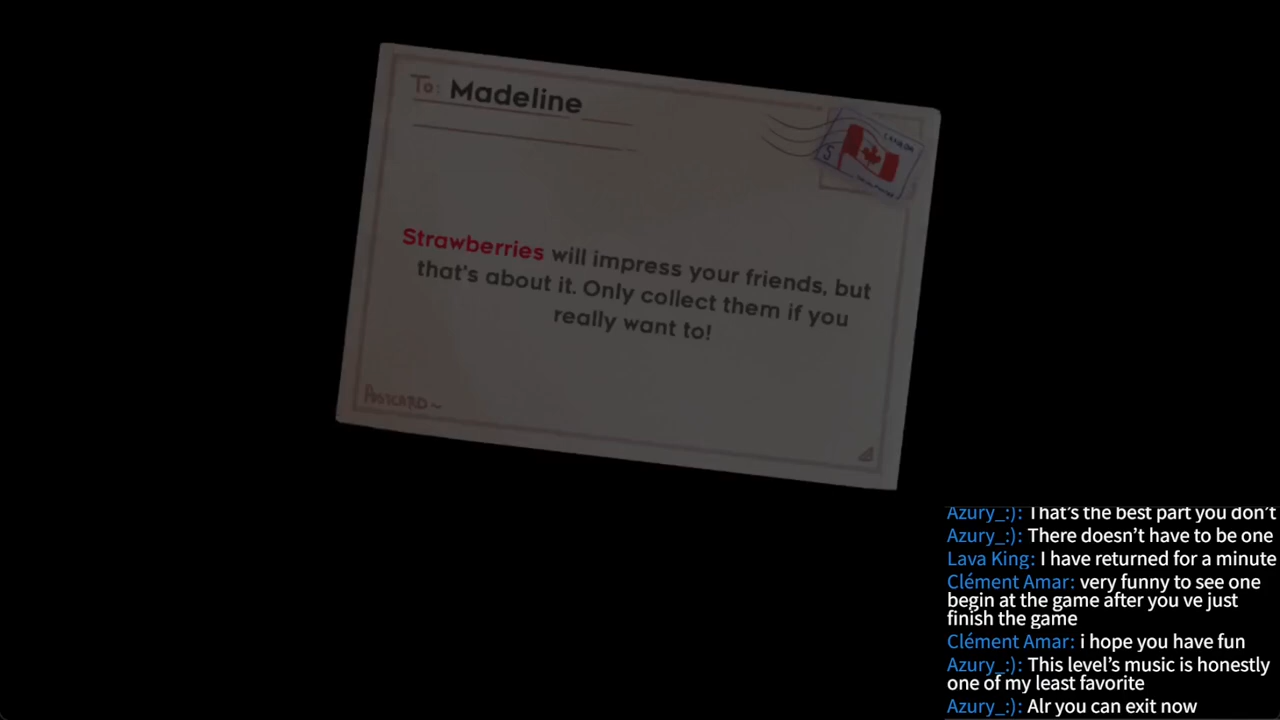 To: Madeline
CANADA
5
Strawberries will impress your friends, but
that's about it. Only collect them if you
really want to!
POSTCARD~
Azury_:): That's the best part you don't
Azury_:): There doesn't have to be one
Lava King: I have returned for a minute
Clément Amar: very funny to see one
begin at the game after you ve just
finish the game
Clément Amar: i hope you have fun
Azury_:): This level's music is honestly
one of my least favorite
Azury_:): Alr you can exit now